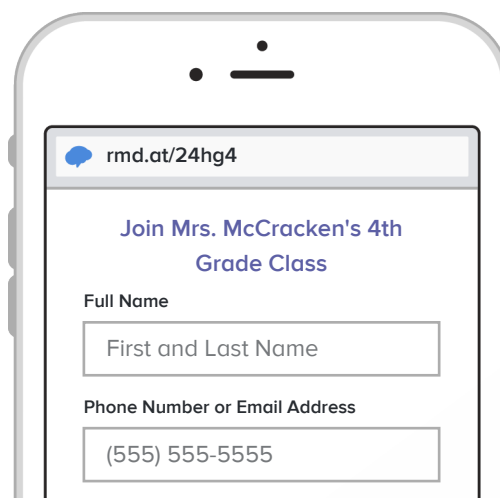 rmd.at/24hg4
Join Mrs. McCracken's 4th
Grade Class
Full Name
First and Last Name
Phone Number or Email Address
(555) 555-5555